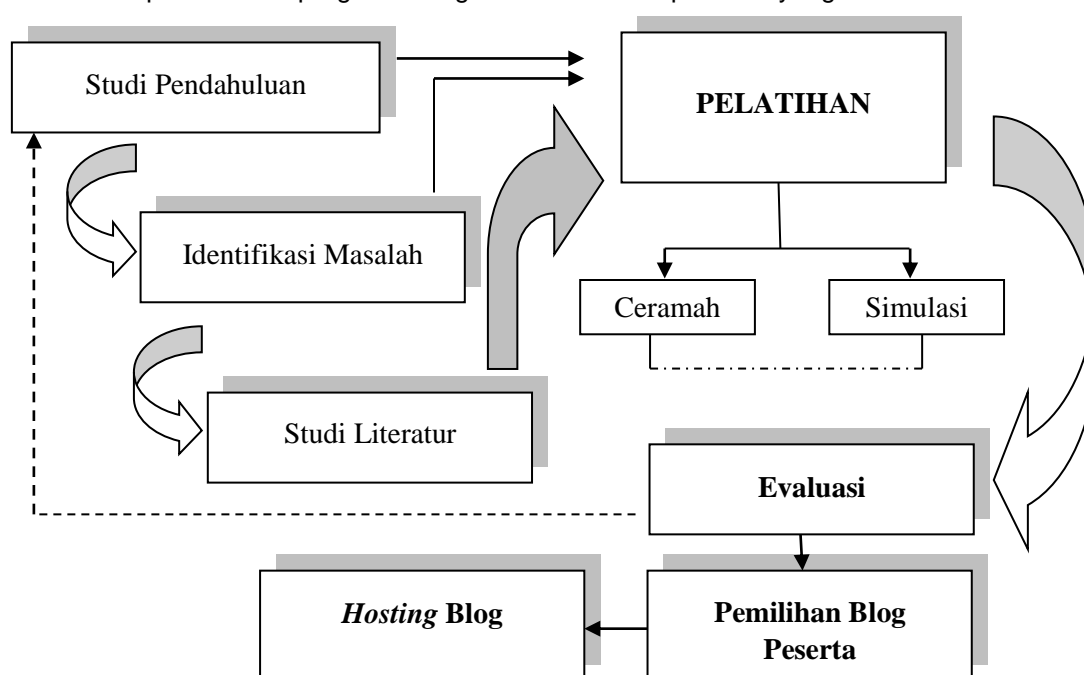 Studi Pendahuluan
PELATIHAN
Identifikasi Masalah
Ceramah
Simulasi
Studi Literatur
Evaluasi
Hosting Blog
Pemilihan Blog
Peserta